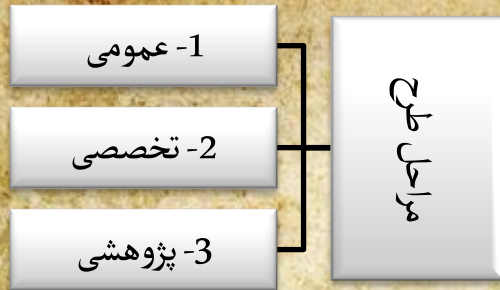 مراحل طرح
1- عمومی
2- تخصصی
3- پژوهشی